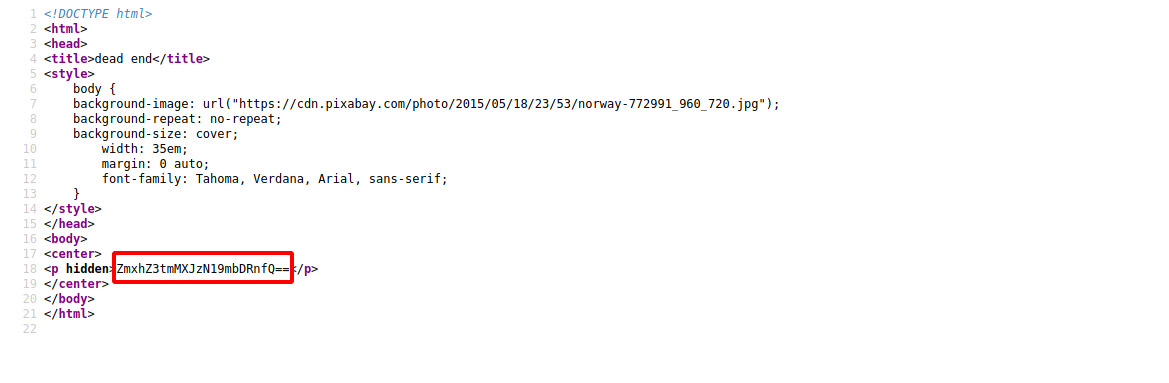 1 <!DOCTYPE html>
2 <html>
3 <head>
4 <title>dead end</title>
5 <style>
6     body {
7     background-image: url("https://cdn.pixabay.com/photo/2015/05/18/23/53/norway-772991_960_720.jpg");
8     background-repeat: no-repeat;
9     background-size: cover;
10         width: 35em;
11         margin: 0 auto;
12         font-family: Tahoma, Verdana, Arial, sans-serif;
13     }
14 </style>
15 </head>
16 <body>
17 <center>
18 <p hidden>ZmxhZ3tmMXJzN19mbDRnfQ==</p>
19 </center>
20 </body>
21 </html>
22